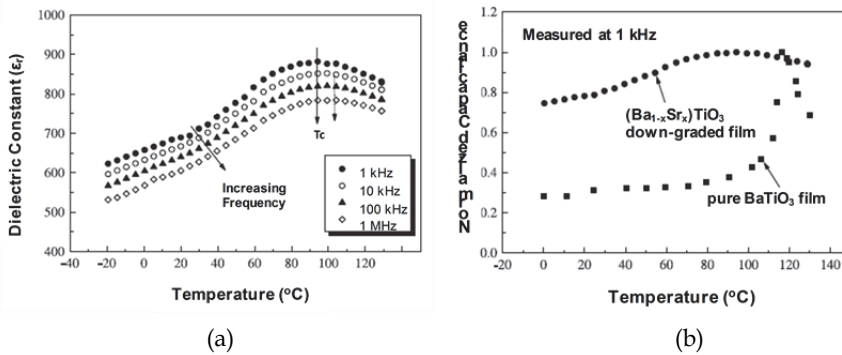 1000
900
800
700
600
500
400
-40 -20 0 20 40 60 80 100 120 140
Dielectric Constant (εr)
Temperature (°C)
Increasing
Frequency
Tc
1 kHz
10 kHz
100 kHz
1 MHz
(a)
1.2
1.0
0.8
0.6
0.4
0.2
0.0
-20 0 20 40 60 80 100 120 140
Normalized Capacitance
Temperature (°C)
Measured at 1 kHz
(Ba1-xSrx)TiO3
down-graded film
pure BaTiO3 film
(b)